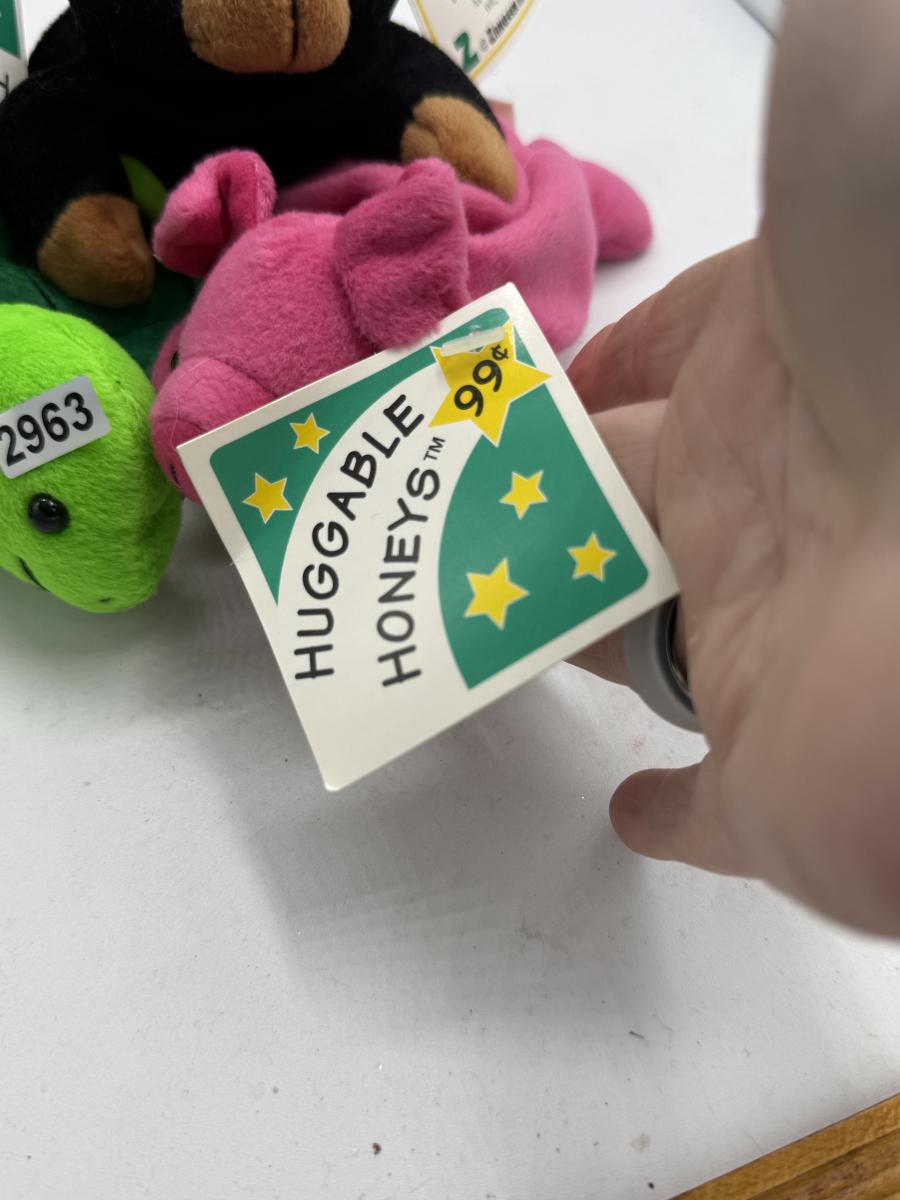 Z
2963
99¢
HUGGABLE
HONEYS™